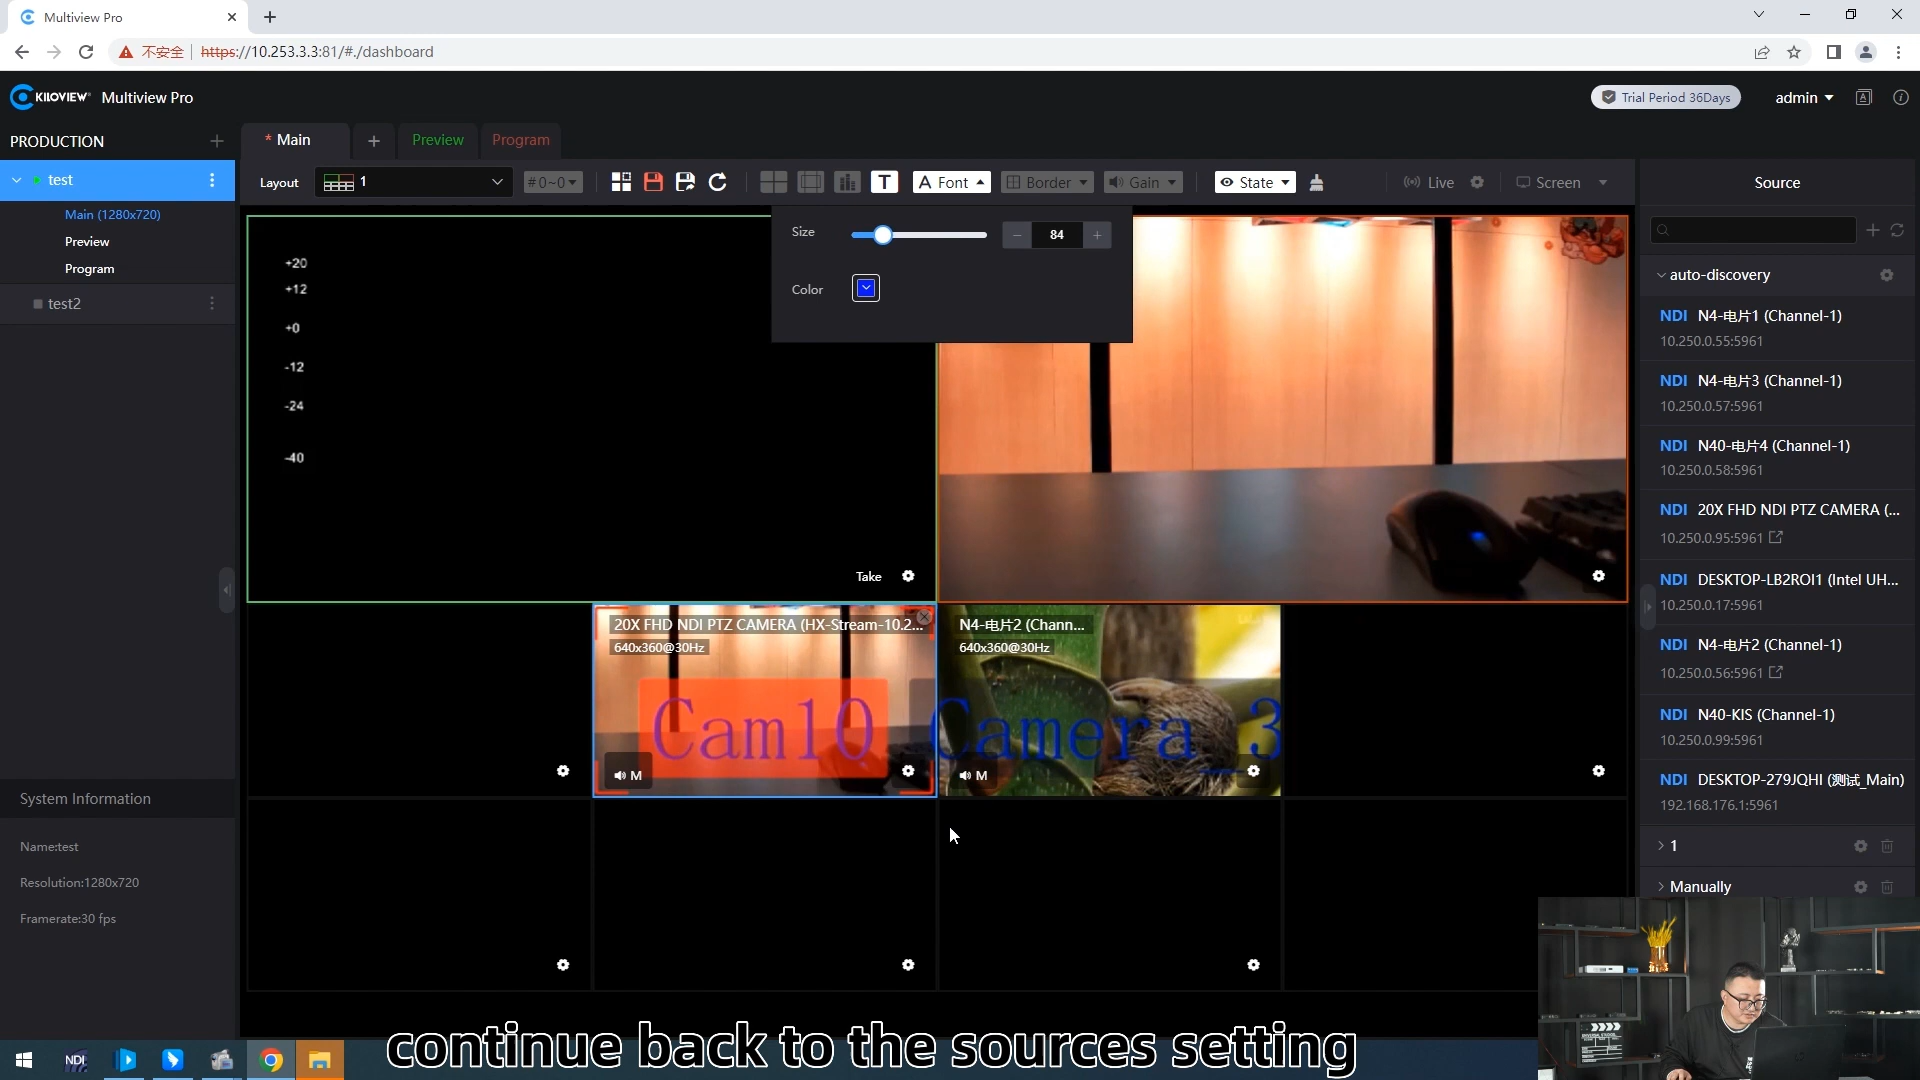 Multiview Pro
不安全
https://10.253.3.3:81/#./dashboard
KILOVIEW Multiview Pro
Trial Period 36Days
admin
PRODUCTION
* Main
Preview
Program
test
Layout
1
#0~0
T
A Font
Border
Gain
State
Live
Screen
Source
Main (1280x720)
Preview
Program
test2
Size
84
Color
+20
+12
+0
-12
-24
-40
Take
auto-discovery
NDI N4-电片1 (Channel-1)
10.250.0.55:5961
NDI N4-电片3 (Channel-1)
10.250.0.57:5961
NDI N40-电片4 (Channel-1)
10.250.0.58:5961
NDI 20X FHD NDI PTZ CAMERA (...
10.250.0.95:5961
NDI DESKTOP-LB2ROI1 (Intel UH...
10.250.0.17:5961
NDI N4-电片2 (Channel-1)
10.250.0.56:5961
NDI N40-KIS (Channel-1)
10.250.0.99:5961
NDI DESKTOP-279JQHI (测试_Main)
192.168.176.1:5961
1
Manually
20X FHD NDI PTZ CAMERA (HX-Stream-10.2...
640x360@30Hz
Cam10
M
N4-电片2 (Chann...
640x360@30Hz
Camera_3
M
System Information
Name:test
Resolution:1280x720
Framerate:30 fps
NDI
continue back to the sources setting